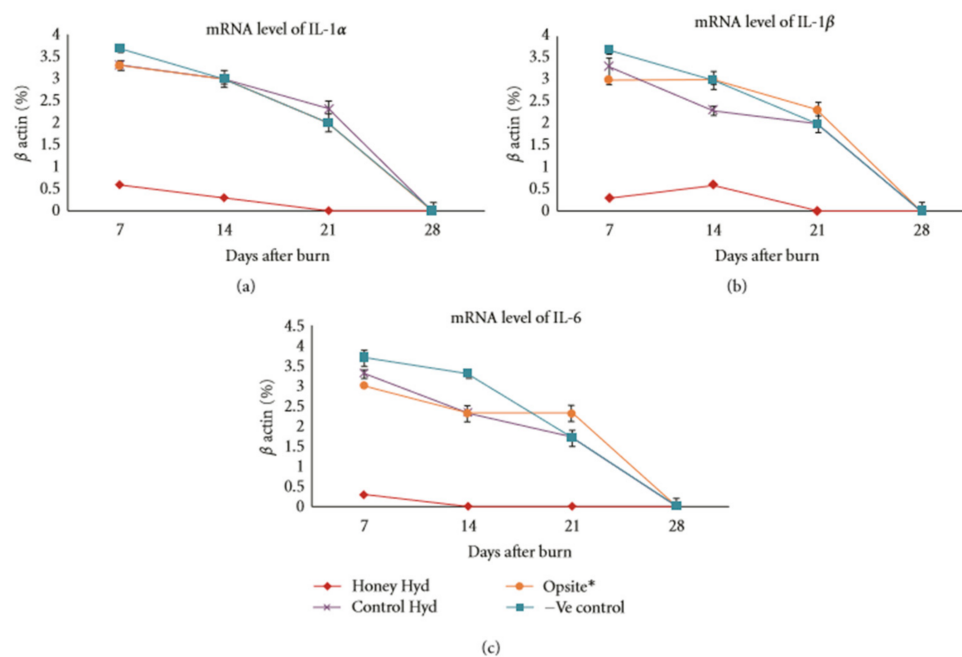 mRNA level of IL-1α
4
3.5
3
2.5
2
1.5
1
0.5
0
β actin (%)
7 14 21 28
Days after burn
(a)
mRNA level of IL-1β
4
3.5
3
2.5
2
1.5
1
0.5
0
β actin (%)
7 14 21 28
Days after burn
(b)
mRNA level of IL-6
4.5
4
3.5
3
2.5
2
1.5
1
0.5
0
β actin (%)
7 14 21 28
Days after burn
Honey Hyd Opsite*
Control Hyd −Ve control
(c)